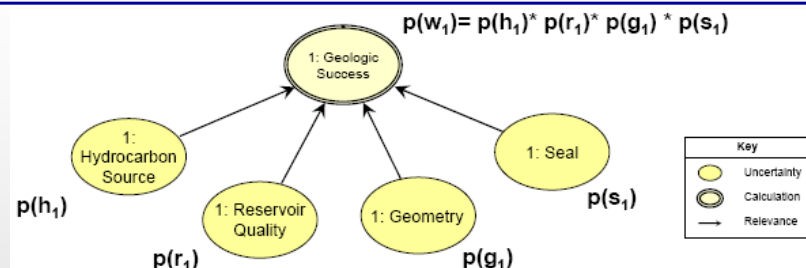 p(w₁)= p(h₁)* p(r₁)* p(g₁) * p(s₁)
1: Geologic
Success
1:
Hydrocarbon
Source
p(h₁)
1: Reservoir
Quality
p(r₁)
1: Geometry
p(g₁)
1: Seal
p(s₁)
Key
Uncertainty
Calculation
Relevance